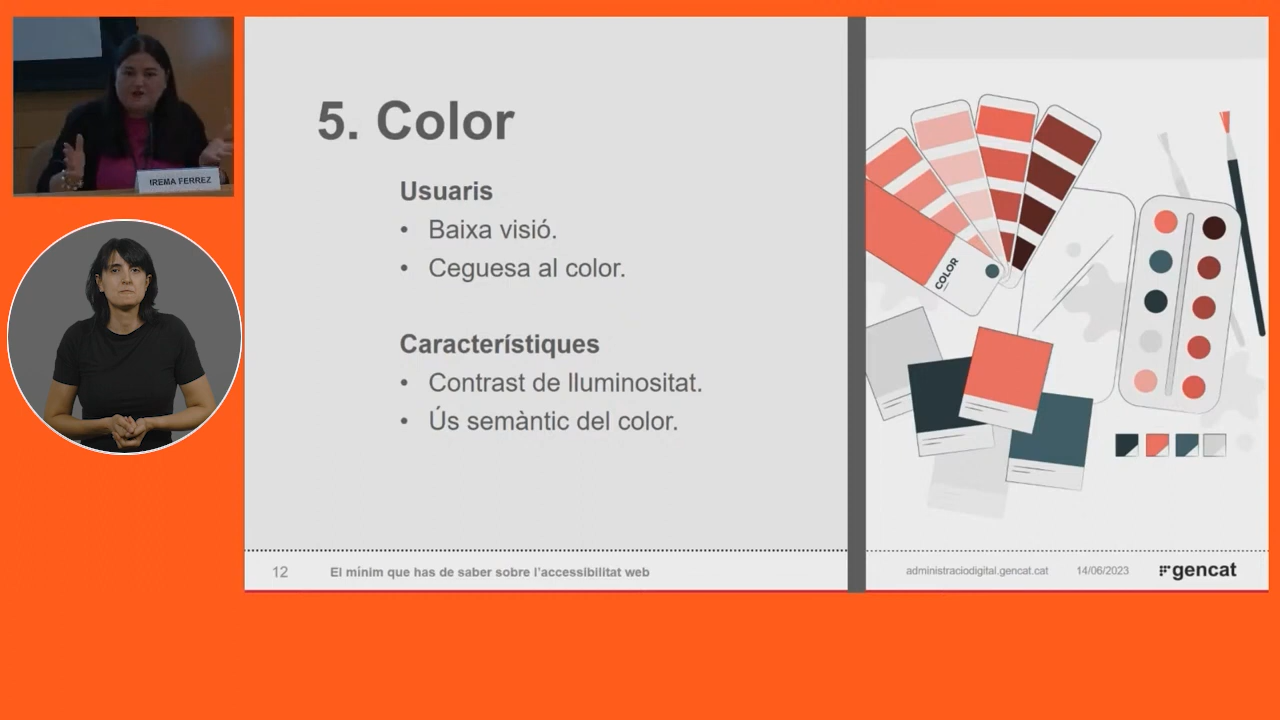 IREMA FERREZ
5. Color
Usuaris
• Baixa visió.
• Ceguesa al color.
Característiques
• Contrast de lluminositat.
• Ús semàntic del color.
COLOR
12
El mínim que has de saber sobre l'accessibilitat web
administraciodigital.gencat.cat
14/06/2023
gencat